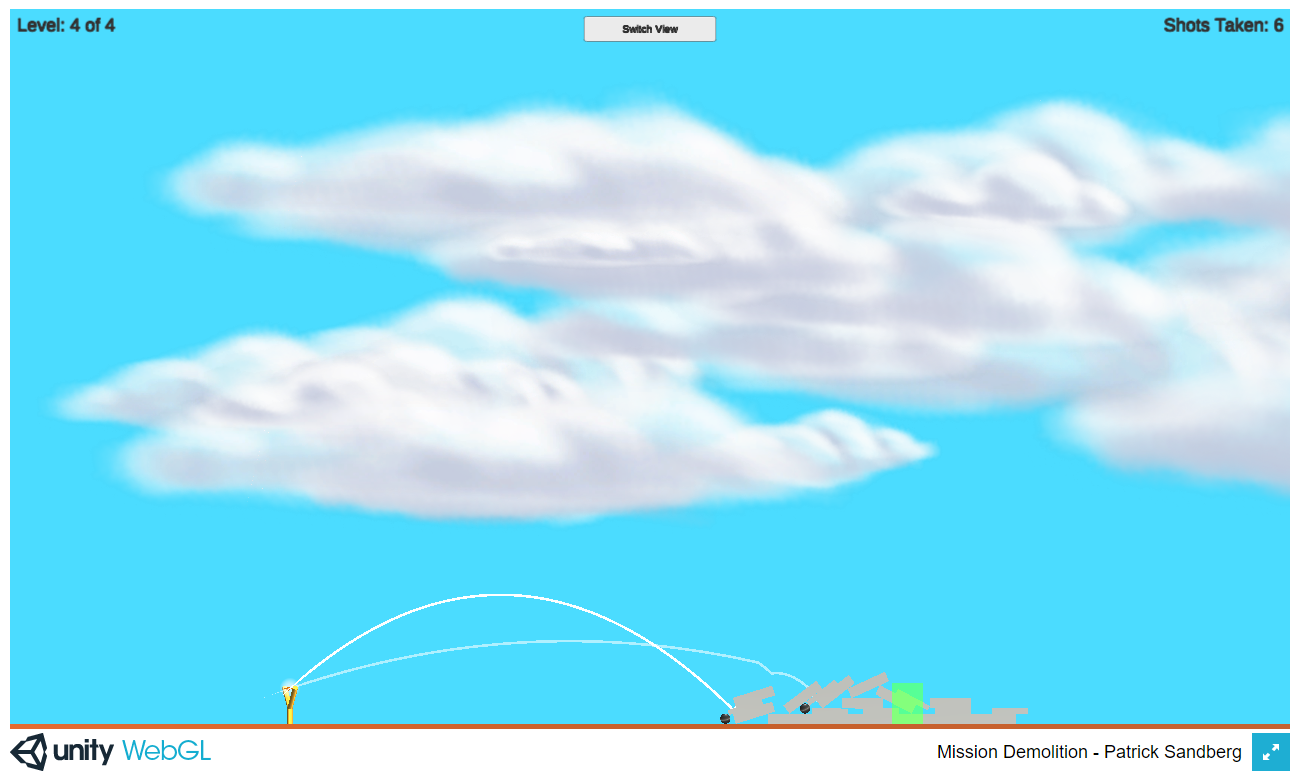 Level: 4 of 4
Switch View
Shots Taken: 6
unity WebGL
Mission Demolition - Patrick Sandberg